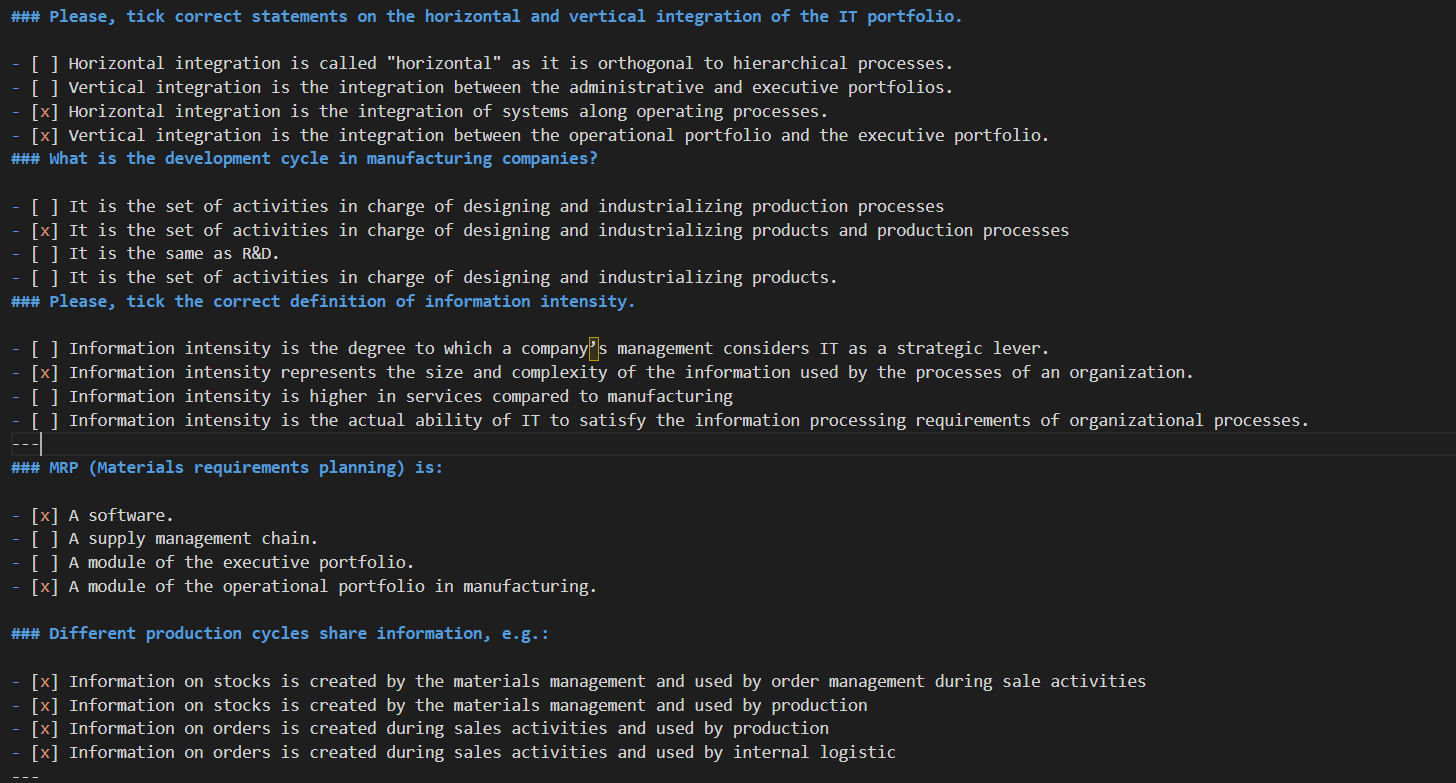 ### Please, tick correct statements on the horizontal and vertical integration of the IT portfolio.
- [ ] Horizontal integration is called "horizontal" as it is orthogonal to hierarchical processes.
- [ ] Vertical integration is the integration between the administrative and executive portfolios.
- [x] Horizontal integration is the integration of systems along operating processes.
- [x] Vertical integration is the integration between the operational portfolio and the executive portfolio.
### What is the development cycle in manufacturing companies?
- [ ] It is the set of activities in charge of designing and industrializing production processes
- [x] It is the set of activities in charge of designing and industrializing products and production processes
- [ ] It is the same as R&D.
- [ ] It is the set of activities in charge of designing and industrializing products.
### Please, tick the correct definition of information intensity.
- [ ] Information intensity is the degree to which a company’s management considers IT as a strategic lever.
- [x] Information intensity represents the size and complexity of the information used by the processes of an organization.
- [ ] Information intensity is higher in services compared to manufacturing
- [ ] Information intensity is the actual ability of IT to satisfy the information processing requirements of organizational processes.
---
### MRP (Materials requirements planning) is:
- [x] A software.
- [ ] A supply management chain.
- [ ] A module of the executive portfolio.
- [x] A module of the operational portfolio in manufacturing.
### Different production cycles share information, e.g.:
- [x] Information on stocks is created by the materials management and used by order management during sale activities
- [x] Information on stocks is created by the materials management and used by production
- [x] Information on orders is created during sales activities and used by production
- [x] Information on orders is created during sales activities and used by internal logistic
---